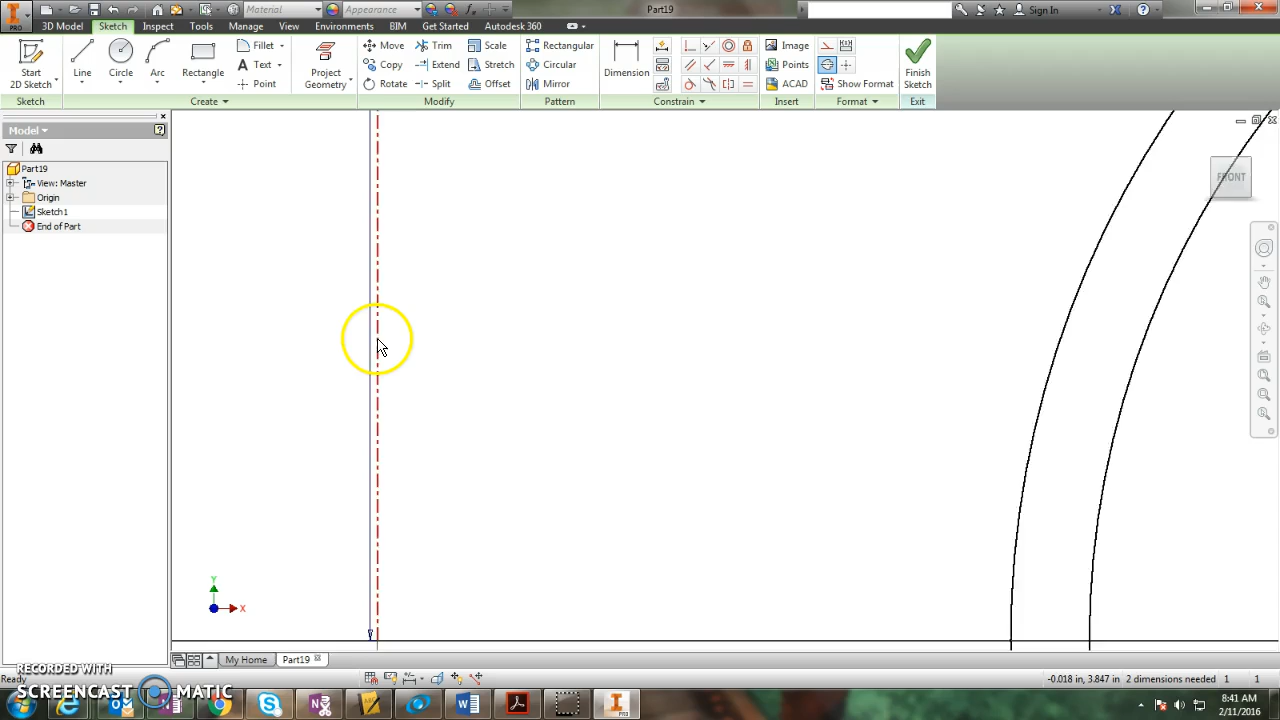 PRO
Material
Appearance
Part19
Sign In
3D Model Sketch Inspect Tools Manage View Environments BIM Get Started Autodesk 360
Start
2D Sketch
Line
Circle
Arc
Rectangle
Fillet
Text
Point
Project
Geometry
Move
Copy
Rotate
Trim
Extend
Split
Scale
Stretch
Offset
Rectangular
Circular
Mirror
Dimension
Image
Points
ACAD
Show Format
Finish
Sketch
Sketch Create Modify Pattern Constrain Insert Format Exit
Model
Part19
View: Master
Origin
Sketch1
End of Part
FRONT
Y
X
My Home Part19
Ready
-0.018 in, 3.847 in 2 dimensions needed 1 1
RECORDED WITH
SCREENCAST MATIC
8:41 AM
2/11/2016